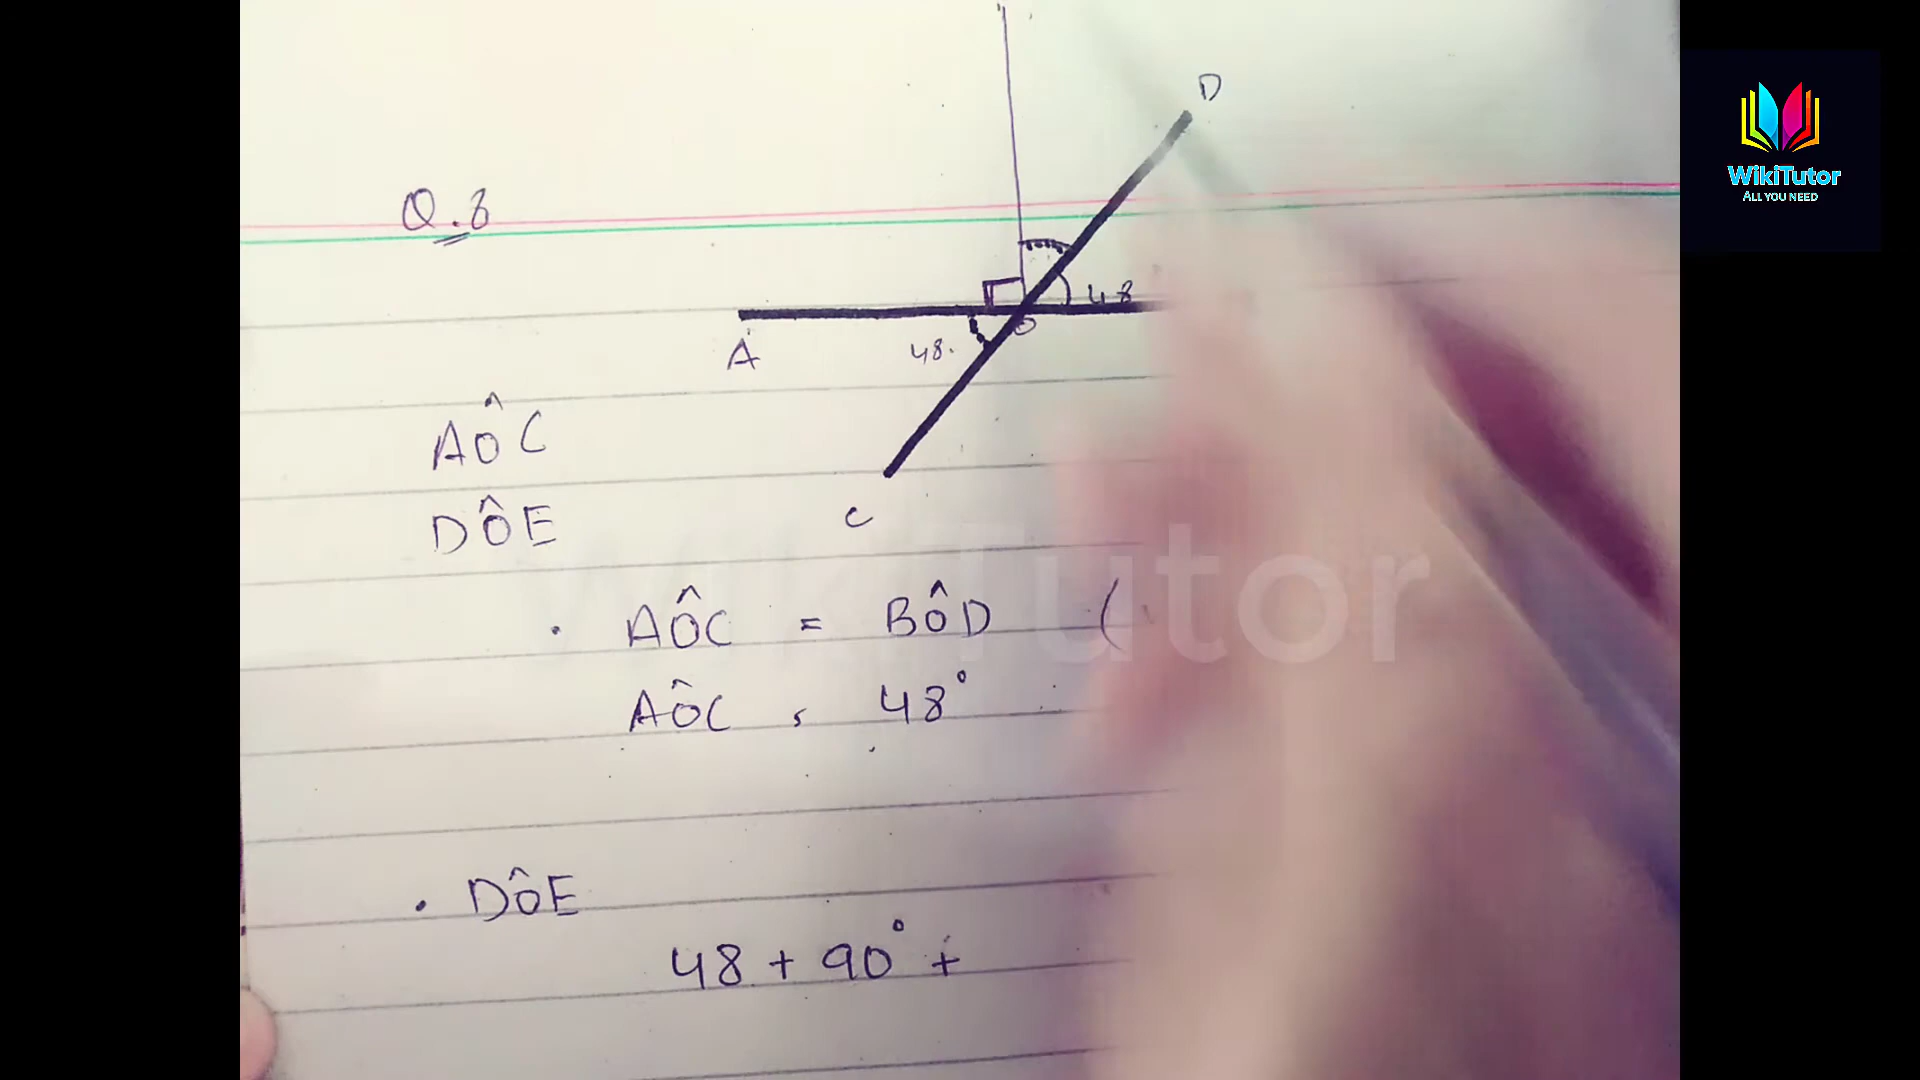 D
Q.8
48
O
48.
A
AÔC
DÔE
C
. AÔC = BÔD (
AÔC , 48°
. DÔE
48 + 90° +
WikiTutor
WikiTutor
ALL YOU NEED